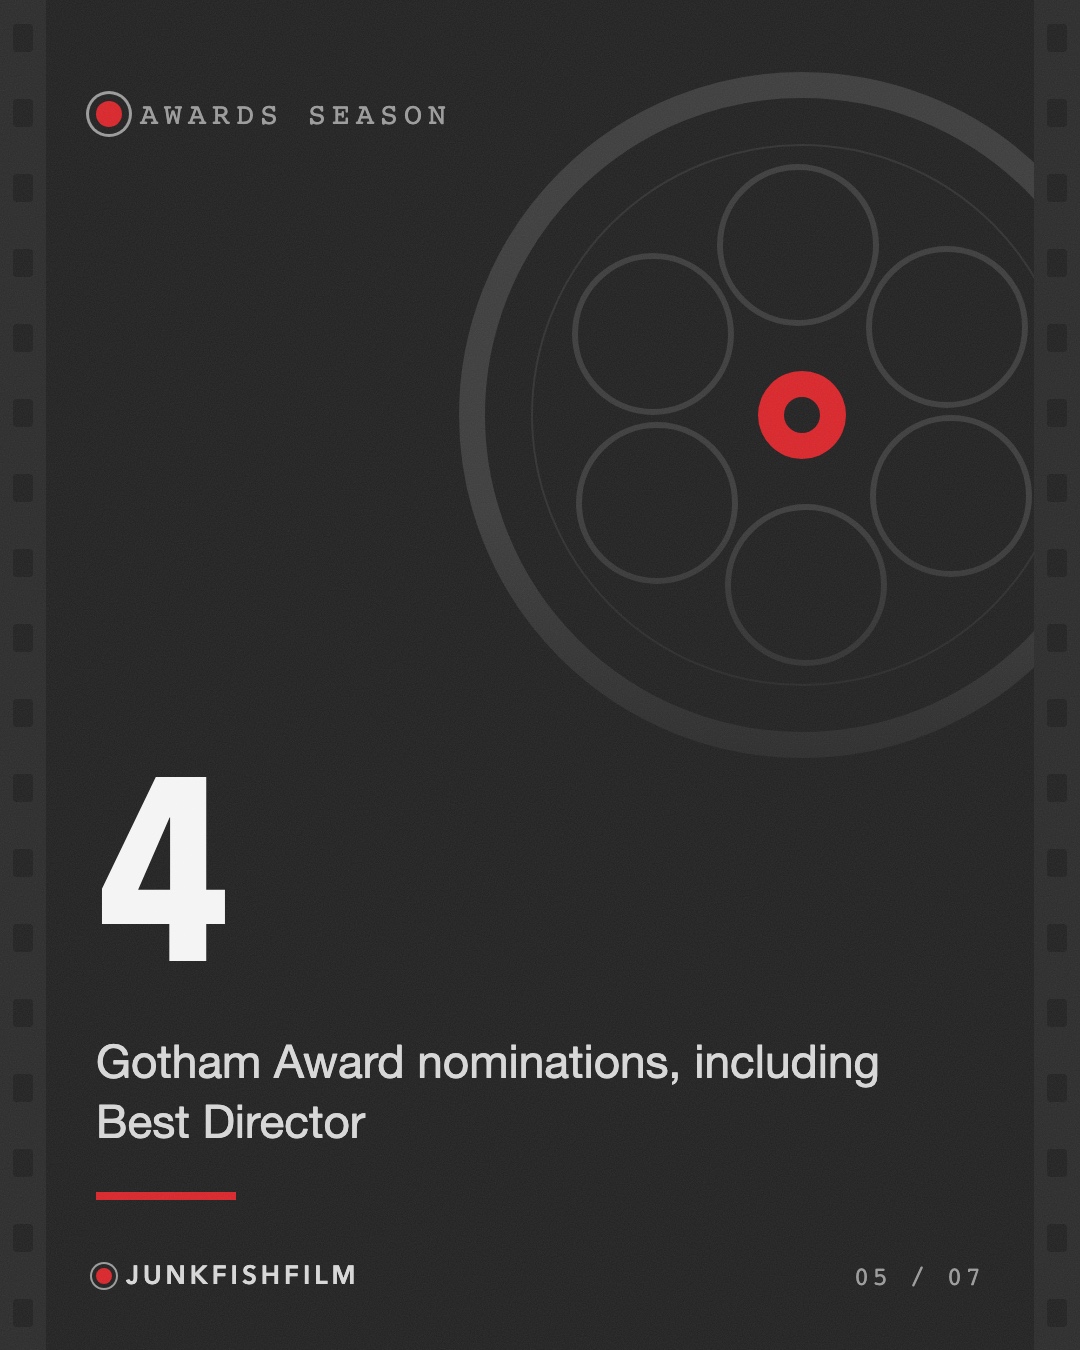 AWARDS SEASON
4
Gotham Award nominations, including
Best Director
JUNKFISHFILM
05 / 07